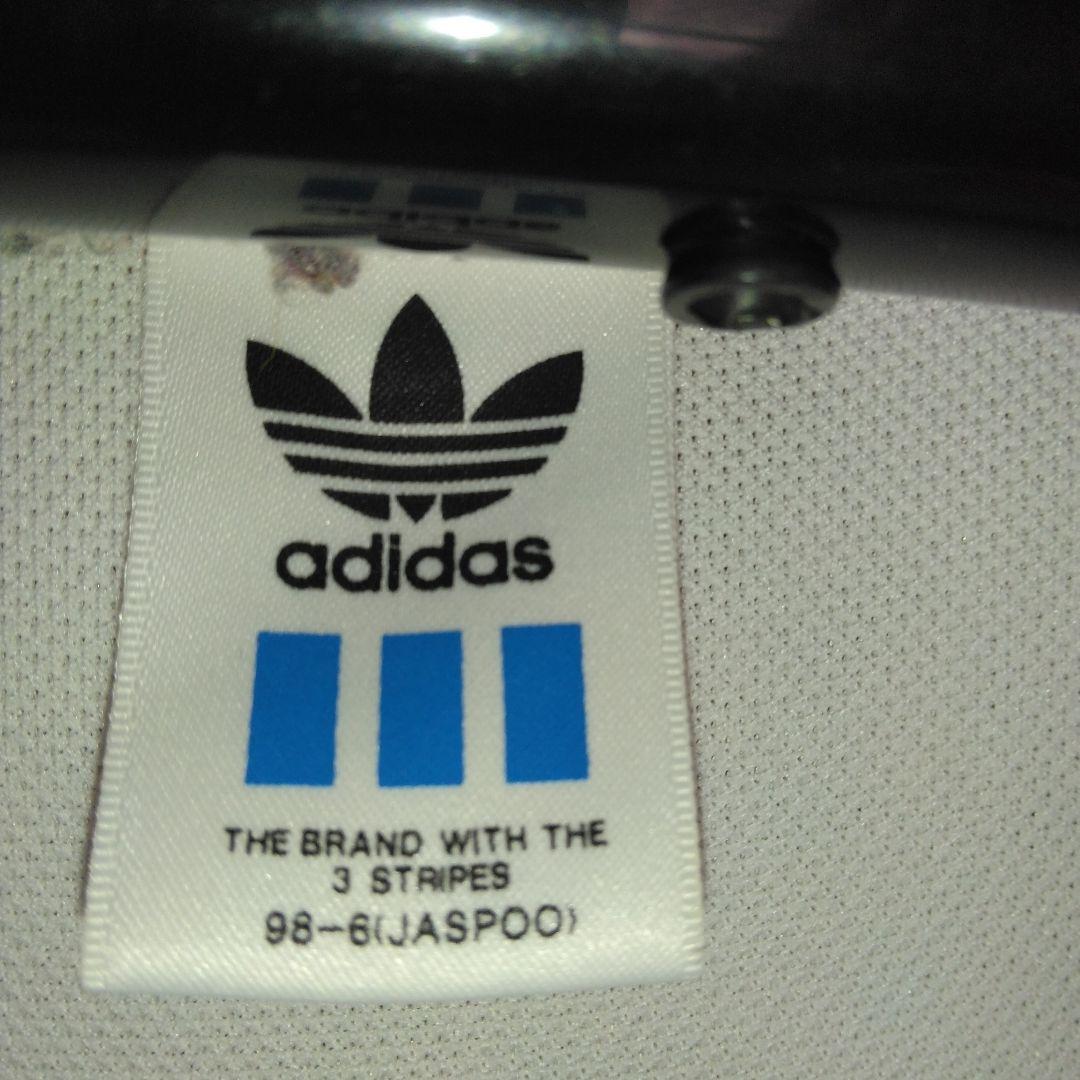 adidas
THE BRAND WITH THE
3 STRIPES
98-6(JASPOO)